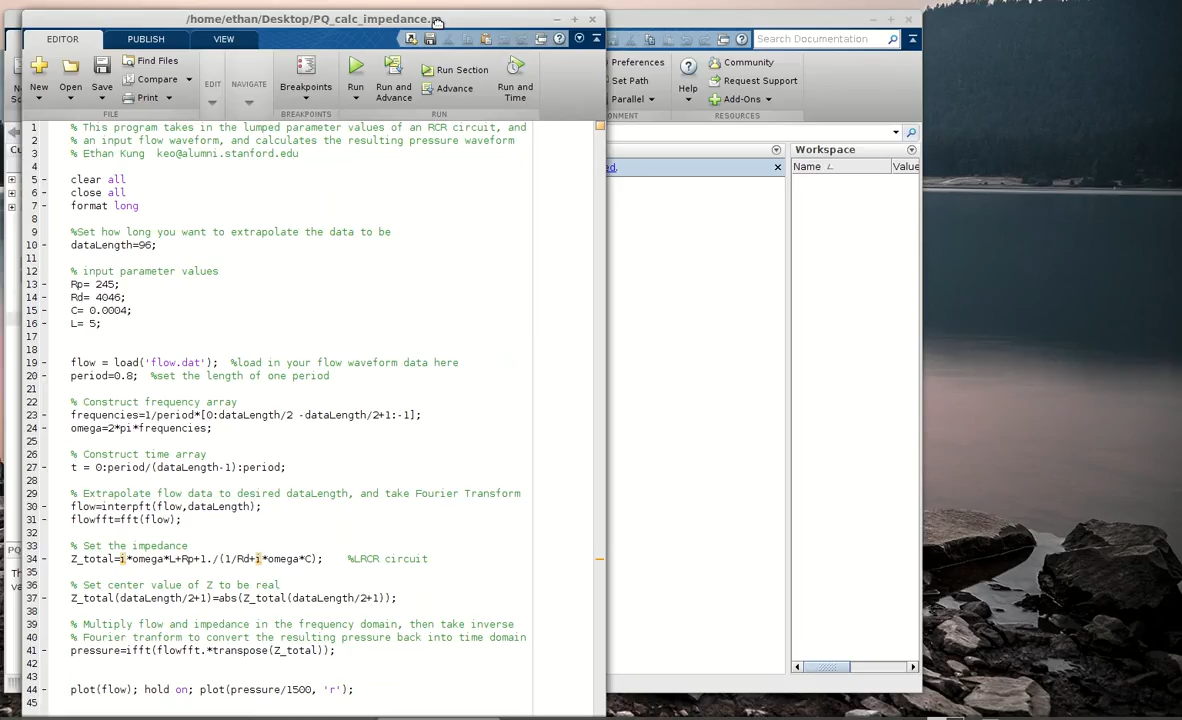 /home/ethan/Desktop/PQ_calc_impedance.m
EDITOR PUBLISH VIEW
Search Documentation
New
Open
Save
Find Files
Compare
Print
EDIT
NAVIGATE
Breakpoints
Run
Run and
Advance
Run Section
Advance
Run and
Time
FILE
BREAKPOINTS
RUN
Preferences
Set Path
Parallel
Help
Community
Request Support
Add-Ons
RESOURCES
1 % This program takes in the lumped parameter values of an RCR circuit, and
2 % an input flow waveform, and calculates the resulting pressure waveform
3 % Ethan Kung keo@alumni.stanford.edu
4
5 - clear all
6 - close all
7 - format long
8
9 %Set how long you want to extrapolate the data to be
10 - dataLength=96;
11
12 % input parameter values
13 - Rp= 245;
14 - Rd= 4046;
15 - C= 0.0004;
16 - L= 5;
17
18
19 - flow = load('flow.dat'); %load in your flow waveform data here
20 - period=0.8; %set the length of one period
21
22 % Construct frequency array
23 - frequencies=1/period*[0:dataLength/2 -dataLength/2+1:-1];
24 - omega=2*pi*frequencies;
25
26 % Construct time array
27 - t = 0:period/(dataLength-1):period;
28
29 % Extrapolate flow data to desired dataLength, and take Fourier Transform
30 - flow=interpft(flow,dataLength);
31 - flowfft=fft(flow);
32
33 % Set the impedance
34 - Z_total=i*omega*L+Rp+1./(1/Rd+i*omega*C); %LRCR circuit
35
36 % Set center value of Z to be real
37 - Z_total(dataLength/2+1)=abs(Z_total(dataLength/2+1));
38
39 % Multiply flow and impedance in the frequency domain, then take inverse
40 % Fourier tranform to convert the resulting pressure back into time domain
41 - pressure=ifft(flowfft.*transpose(Z_total));
42
43
44 - plot(flow); hold on; plot(pressure/1500, 'r');
45
Workspace
Name Value